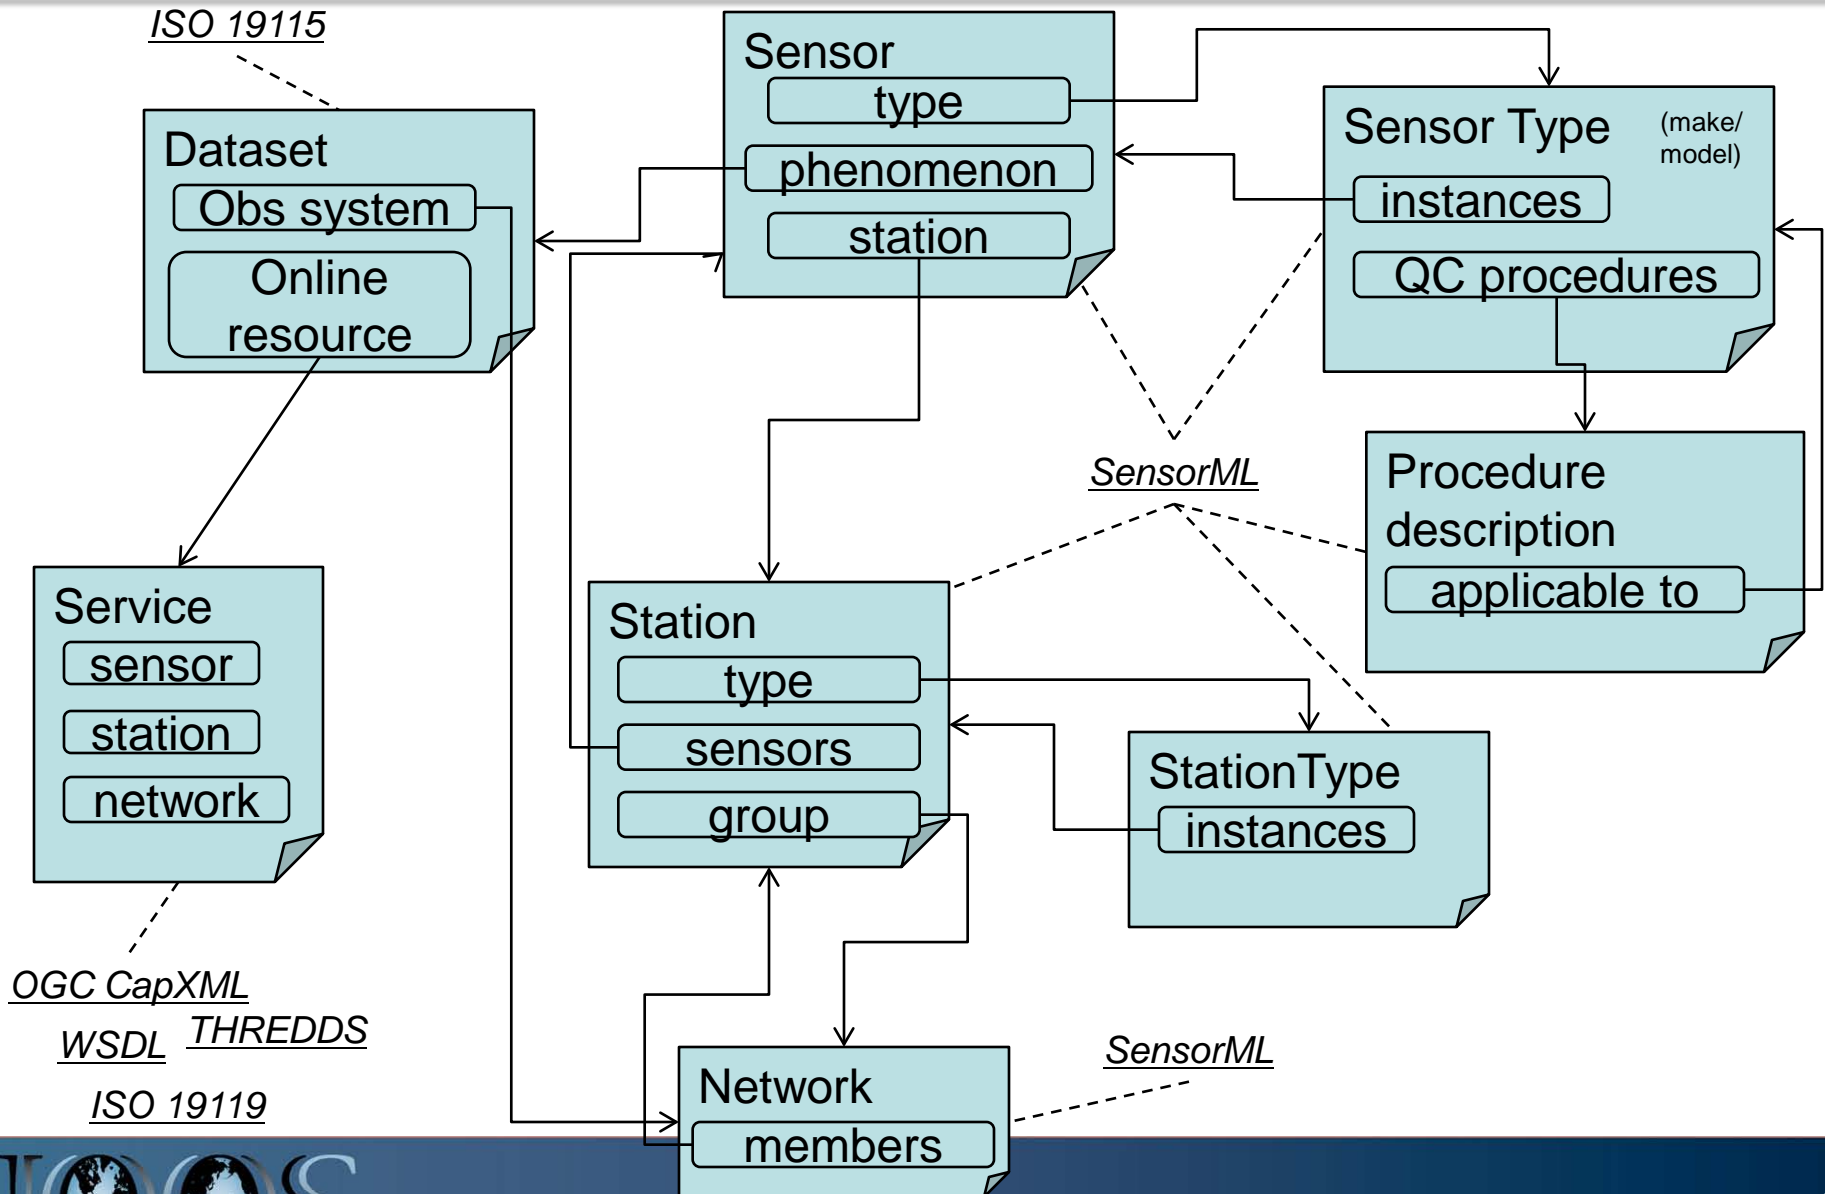 ISO 19115
Sensor
type
phenomenon
station
Sensor Type
(make/
model)
instances
QC procedures
Dataset
Obs system
Online
resource
SensorML
Procedure
description
applicable to
Service
sensor
station
network
Station
type
sensors
group
StationType
instances
OGC CapXML
WSDL
THREDDS
ISO 19119
Network
members
SensorML
IOOS